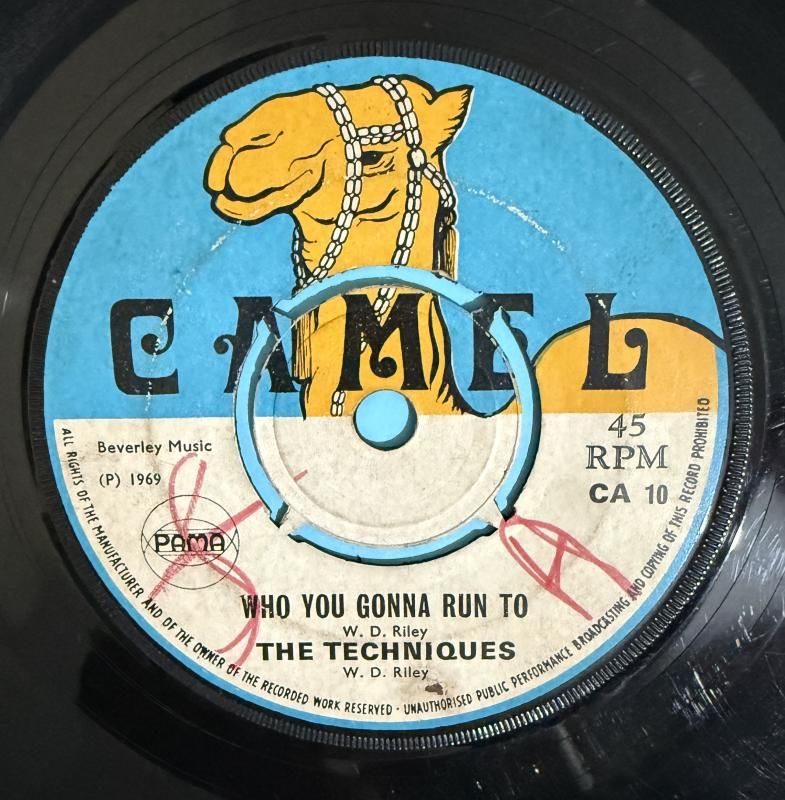 CAMEL
Beverley Music
(P) 1969
PAMA
45
RPM
CA 10
A
WHO YOU GONNA RUN TO
W. D. Riley
THE TECHNIQUES
W. D. Riley
ALL RIGHTS OF THE MANUFACTURER AND OF THE OWNER OF THE RECORDED WORK RESERVED · UNAUTHORISED PUBLIC PERFORMANCE BROADCASTING AND COPYING OF THIS RECORD PROHIBITED